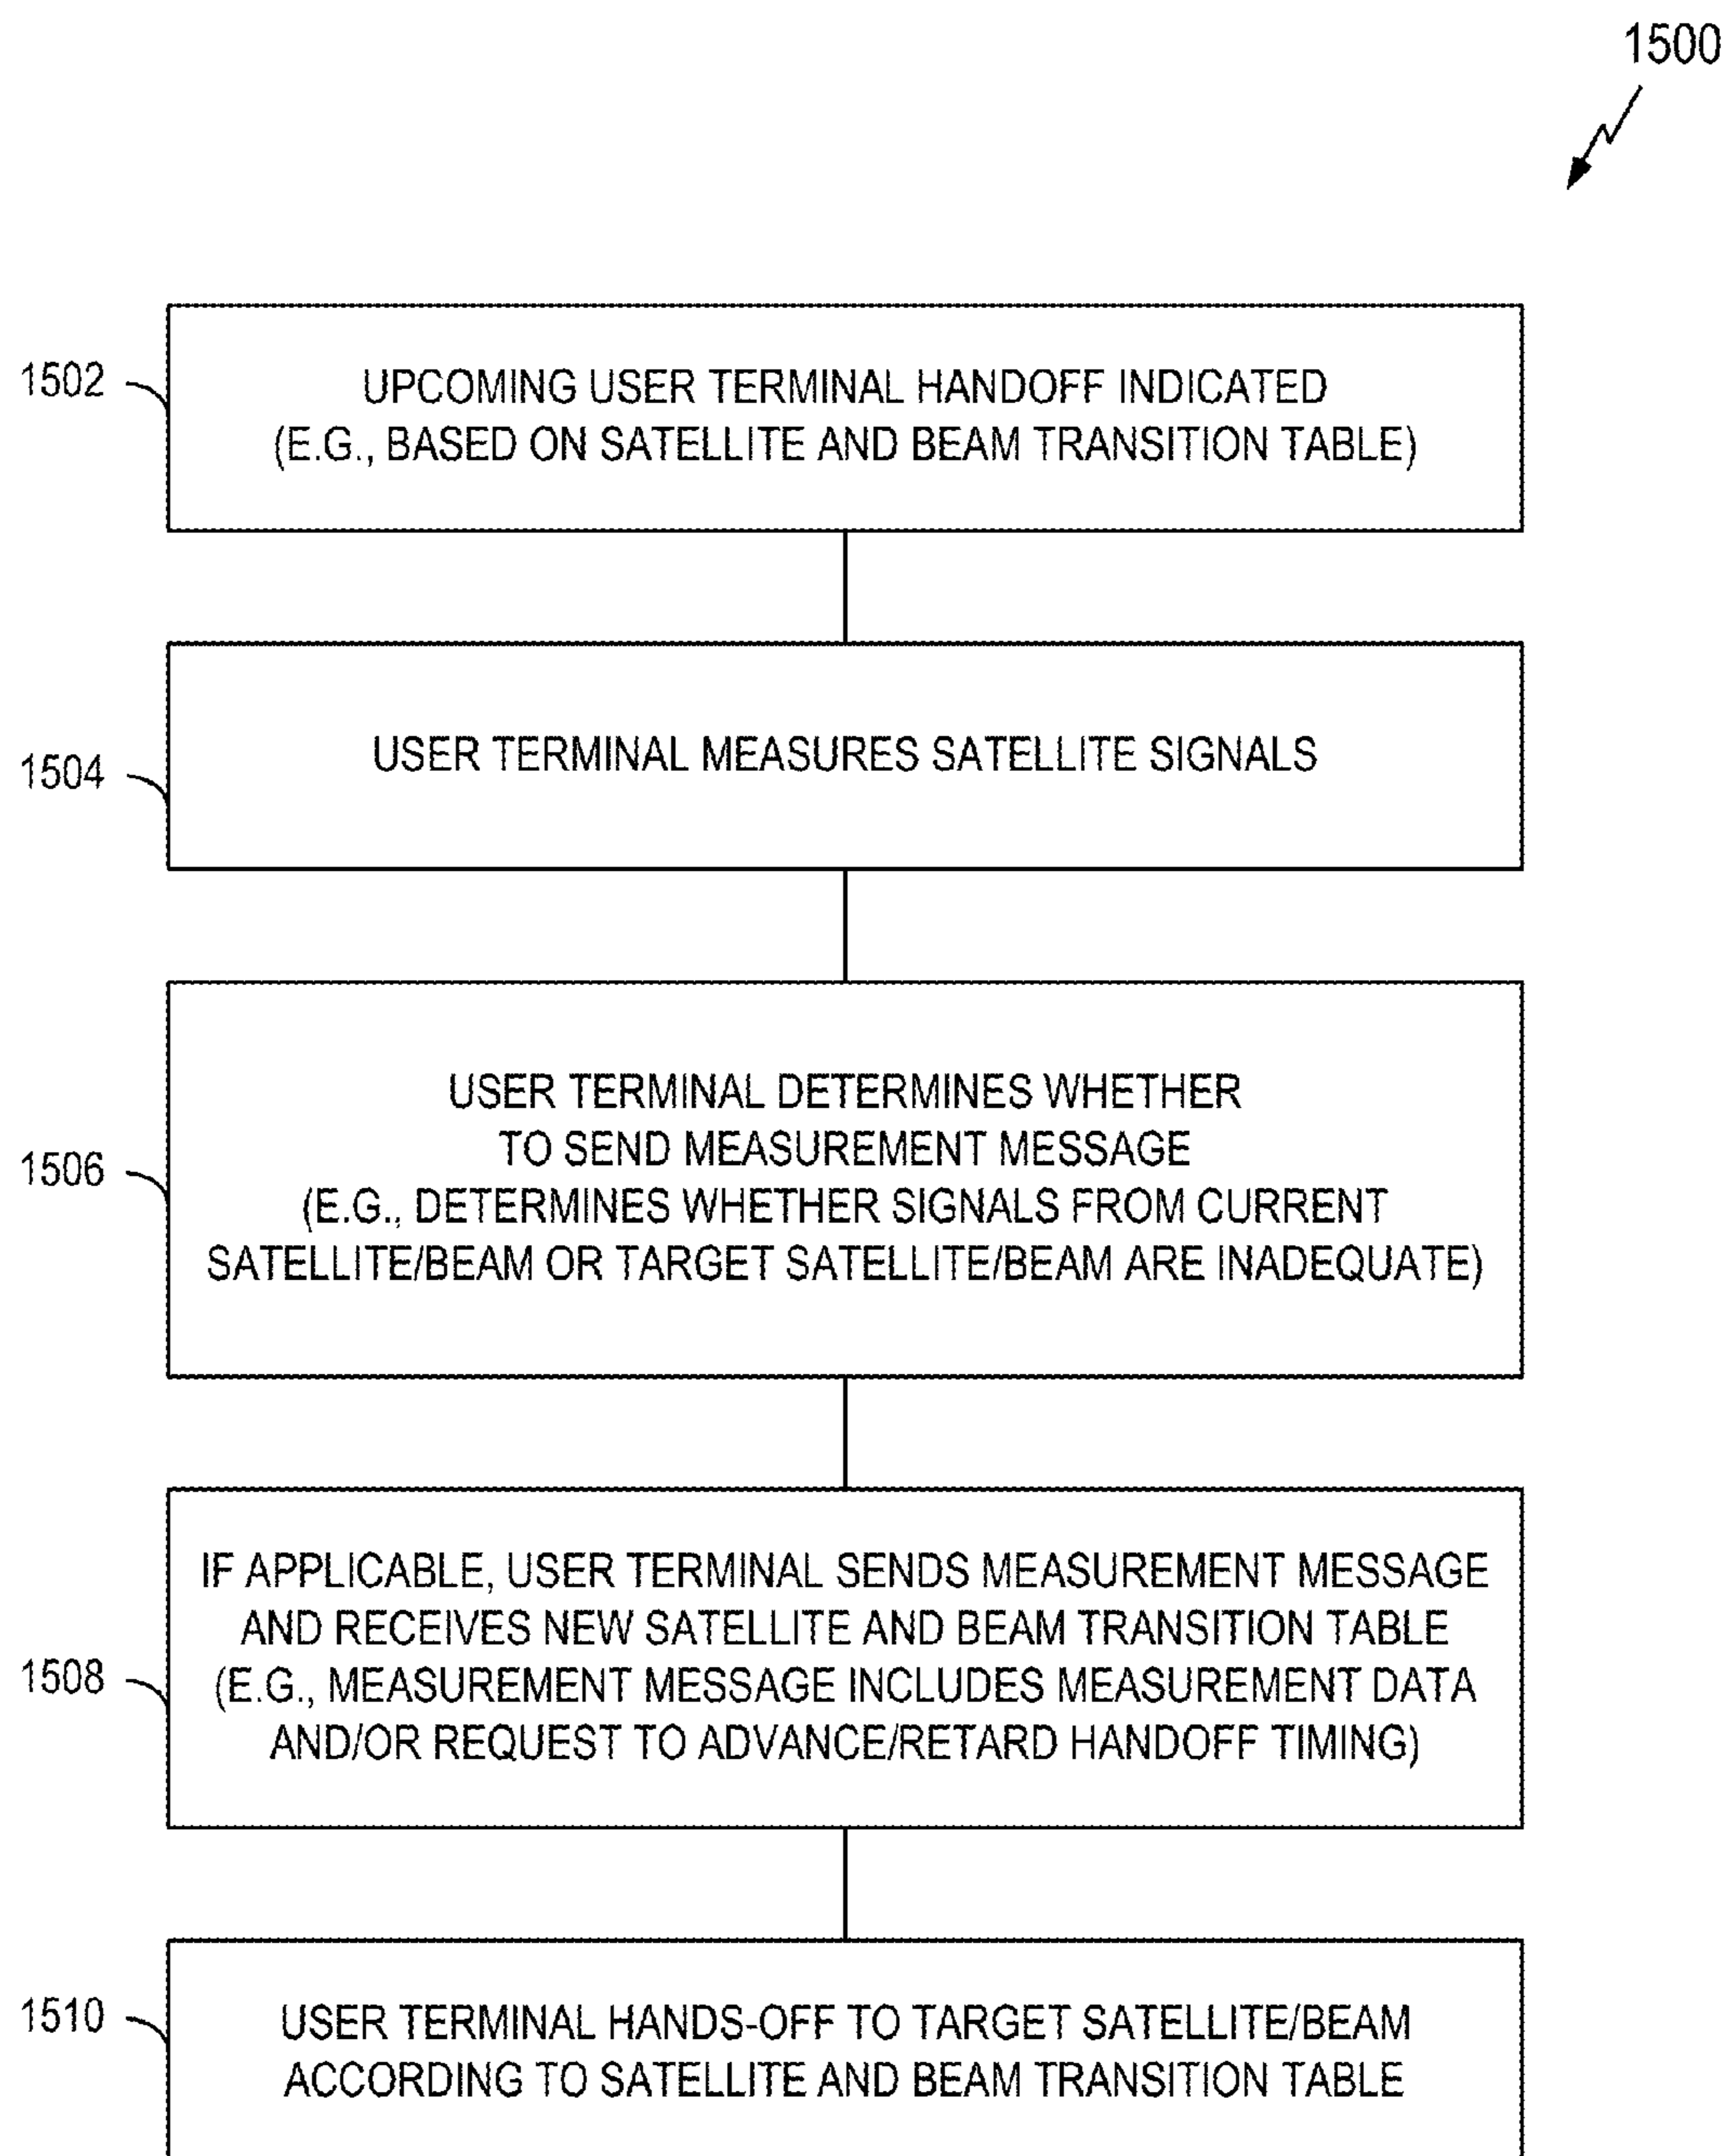 1500
1502
UPCOMING USER TERMINAL HANDOFF INDICATED
(E.G., BASED ON SATELLITE AND BEAM TRANSITION TABLE)
1504
USER TERMINAL MEASURES SATELLITE SIGNALS
1506
USER TERMINAL DETERMINES WHETHER
TO SEND MEASUREMENT MESSAGE
(E.G., DETERMINES WHETHER SIGNALS FROM CURRENT
SATELLITE/BEAM OR TARGET SATELLITE/BEAM ARE INADEQUATE)
1508
IF APPLICABLE, USER TERMINAL SENDS MEASUREMENT MESSAGE
AND RECEIVES NEW SATELLITE AND BEAM TRANSITION TABLE
(E.G., MEASUREMENT MESSAGE INCLUDES MEASUREMENT DATA
AND/OR REQUEST TO ADVANCE/RETARD HANDOFF TIMING)
1510
USER TERMINAL HANDS-OFF TO TARGET SATELLITE/BEAM
ACCORDING TO SATELLITE AND BEAM TRANSITION TABLE